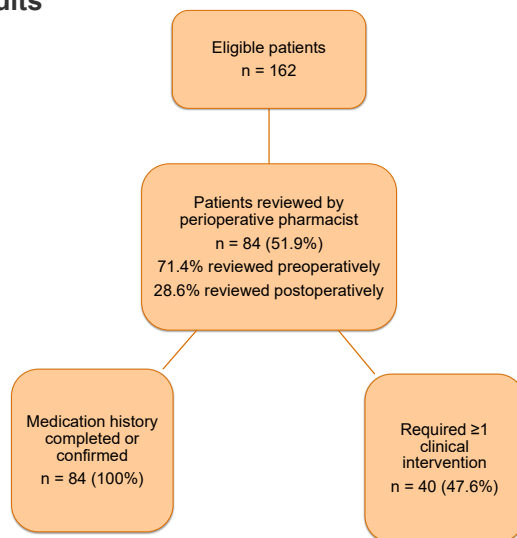 Eligible patients
n = 162
Patients reviewed by
perioperative pharmacist
n = 84 (51.9%)
71.4% reviewed preoperatively
28.6% reviewed postoperatively
Medication history
completed or
confirmed
n = 84 (100%)
Required ≥1
clinical
intervention
n = 40 (47.6%)